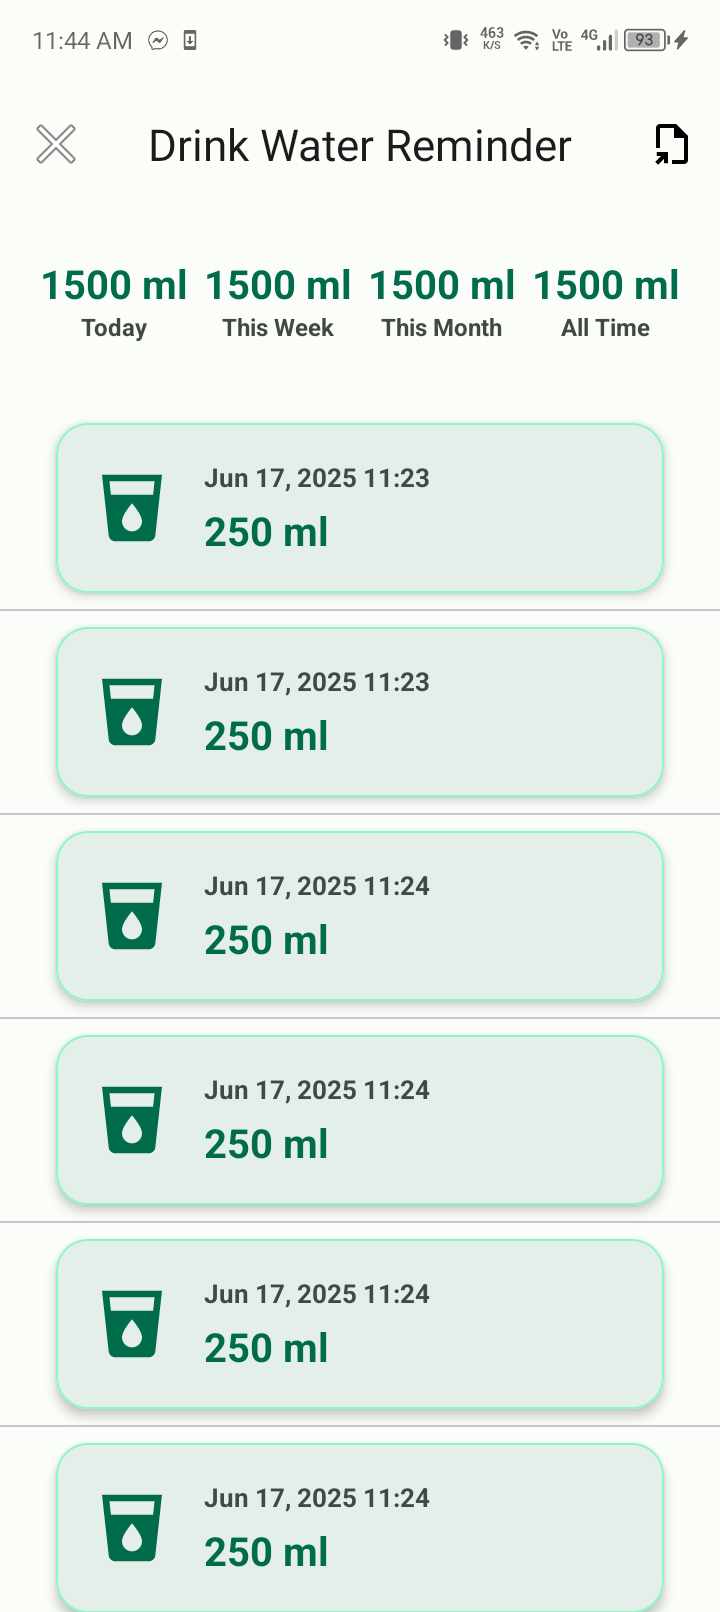 11:44 AM 463 K/S Vo LTE 4G 93
Drink Water Reminder
1500 ml 1500 ml 1500 ml 1500 ml
Today This Week This Month All Time
Jun 17, 2025 11:23
250 ml
Jun 17, 2025 11:23
250 ml
Jun 17, 2025 11:24
250 ml
Jun 17, 2025 11:24
250 ml
Jun 17, 2025 11:24
250 ml
Jun 17, 2025 11:24
250 ml